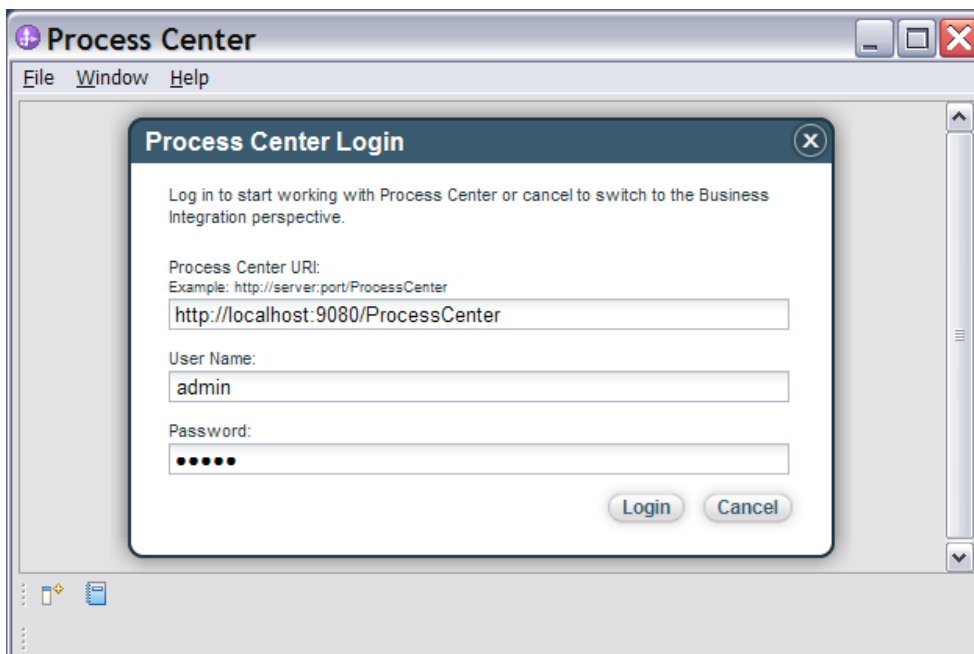 Process Center
File Window Help
Process Center Login
Log in to start working with Process Center or cancel to switch to the Business
Integration perspective.
Process Center URI:
Example: http://server:port/ProcessCenter
http://localhost:9080/ProcessCenter
User Name:
admin
Password:
•••••
Login Cancel